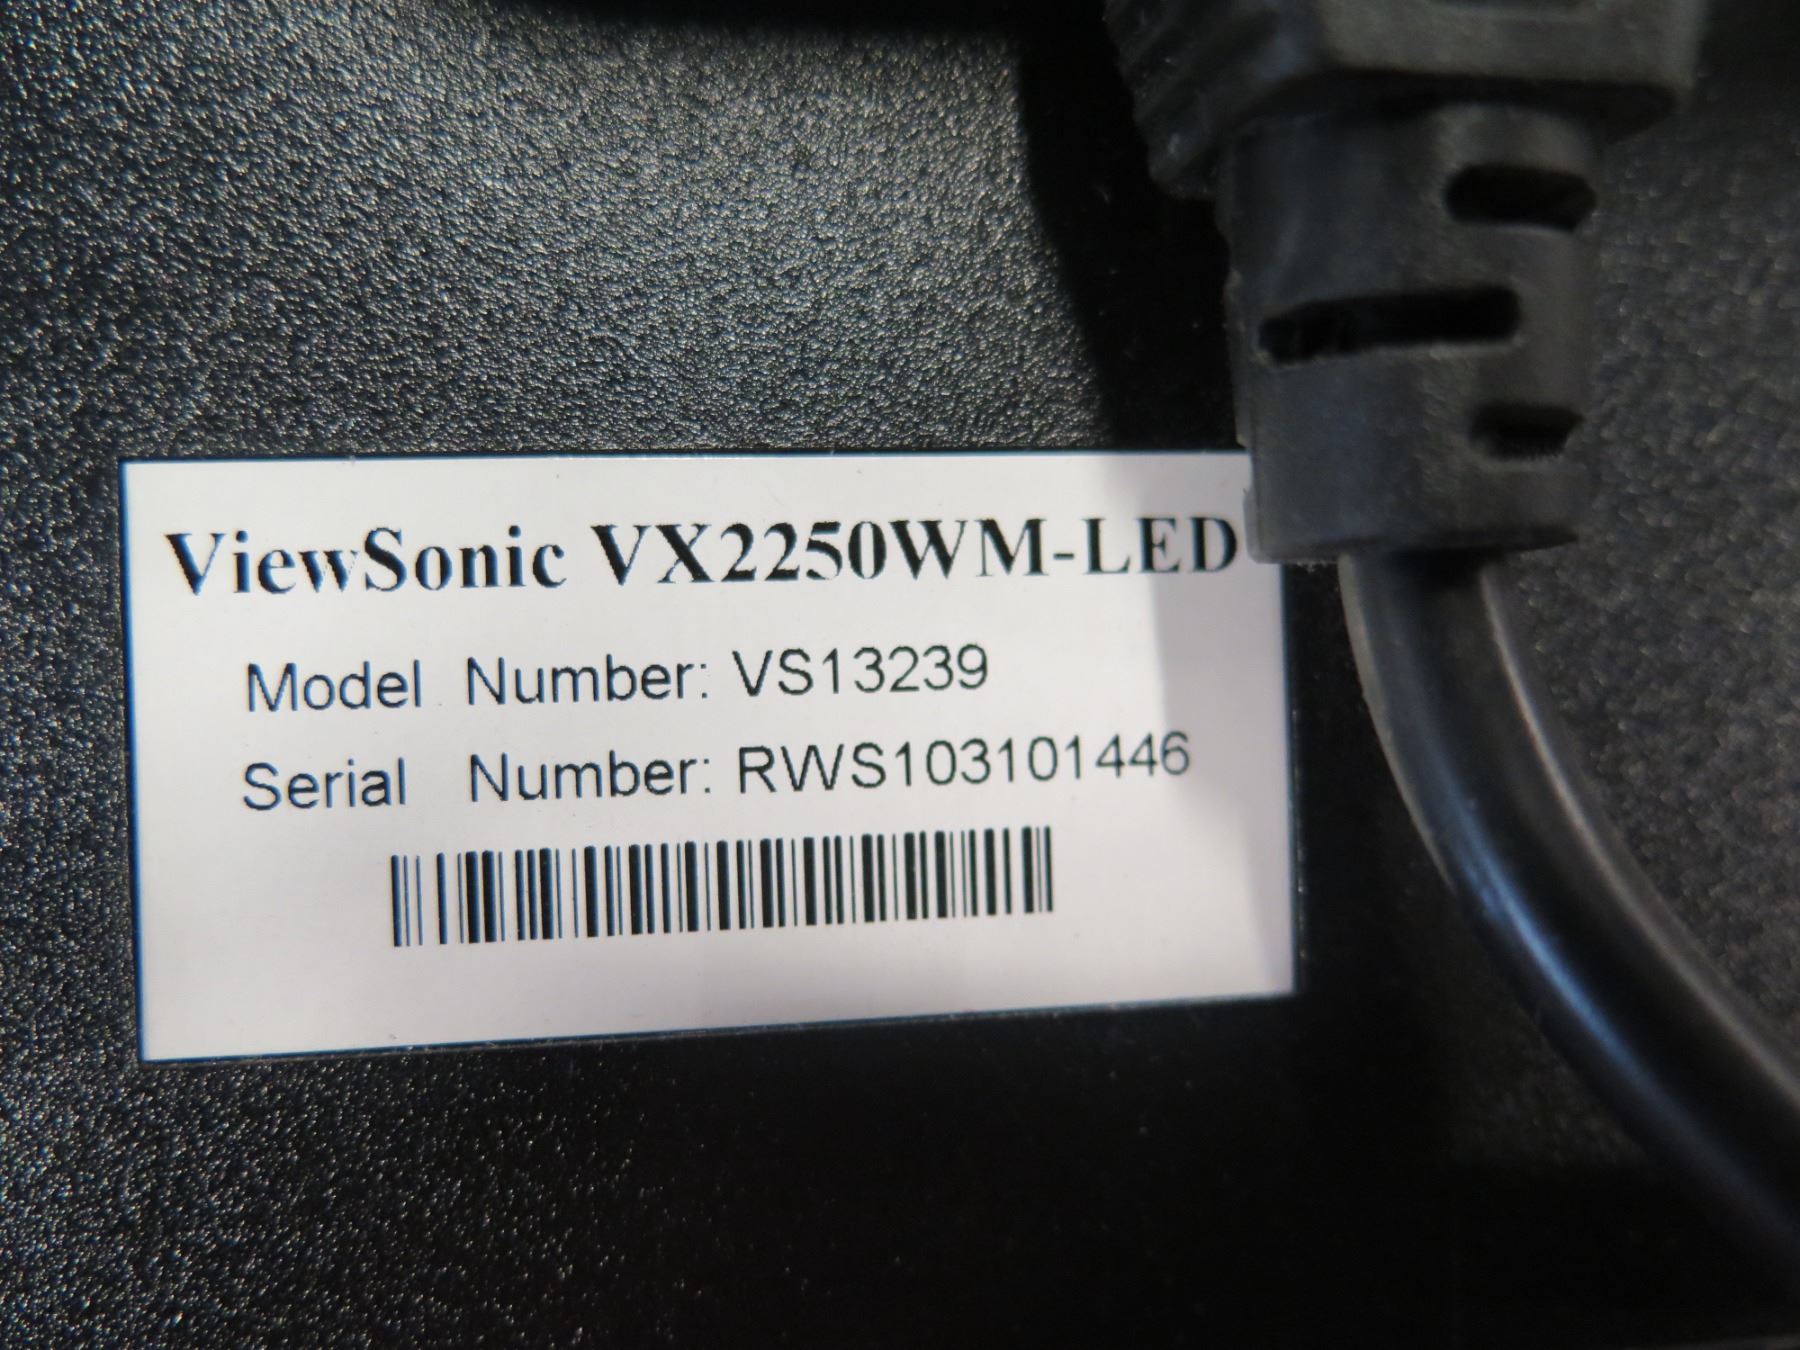 ViewSonic VX2250WM-LED
Model Number: VS13239
Serial Number: RWS103101446